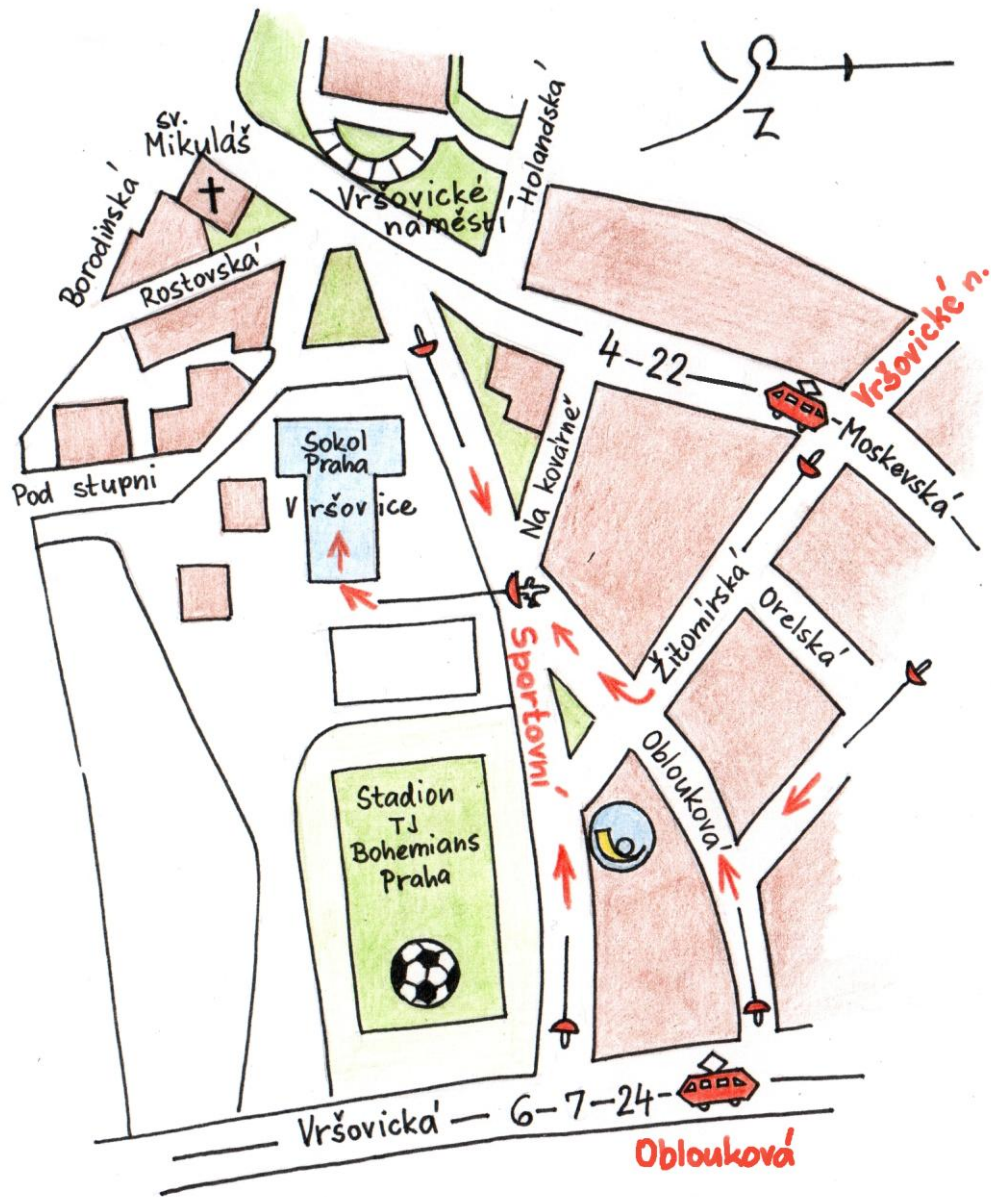 Z
Holandská
sv.
Mikuláš
Vršovické
náměstí
Borodinská
Rostovská
Vršovické n.
4-22
Moskevská
Sokol
Praha
Vršovice
Na kovárně
Pod stupni
Žitomírská
Orelská
Sportovní
Oblouková
Stadion
TJ
Bohemians
Praha
Vršovická — 6-7-24
Oblouková